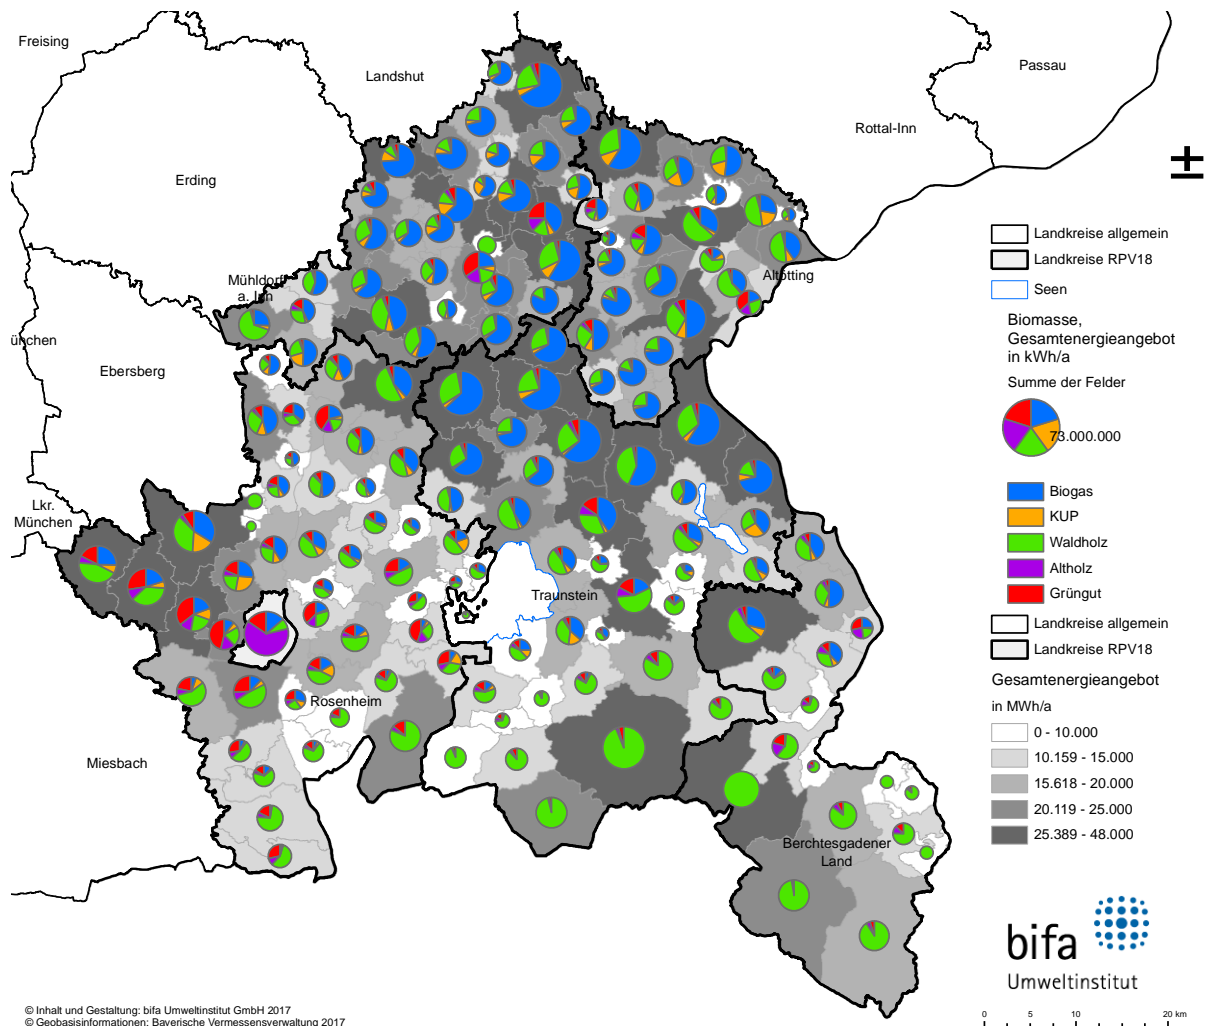 Freising
Landshut
Passau
Rottal-Inn
Erding
Mühldorf
a. Inn
Altötting
ünchen
Ebersberg
Lkr.
München
Traunstein
Rosenheim
Miesbach
Berchtesgadener
Land
Landkreise allgemein
Landkreise RPV18
Seen
Biomasse,
Gesamtenergieangebot
in kWh/a
Summe der Felder
73.000.000
Biogas
KUP
Waldholz
Altholz
Grüngut
Landkreise allgemein
Landkreise RPV18
Gesamtenergieangebot
in MWh/a
0 - 10.000
10.159 - 15.000
15.618 - 20.000
20.119 - 25.000
25.389 - 48.000
bifa
Umweltinstitut
0 5 10 20 km
© Inhalt und Gestaltung: bifa Umweltinstitut GmbH 2017
© Geobasisinformationen: Bayerische Vermessensverwaltung 2017